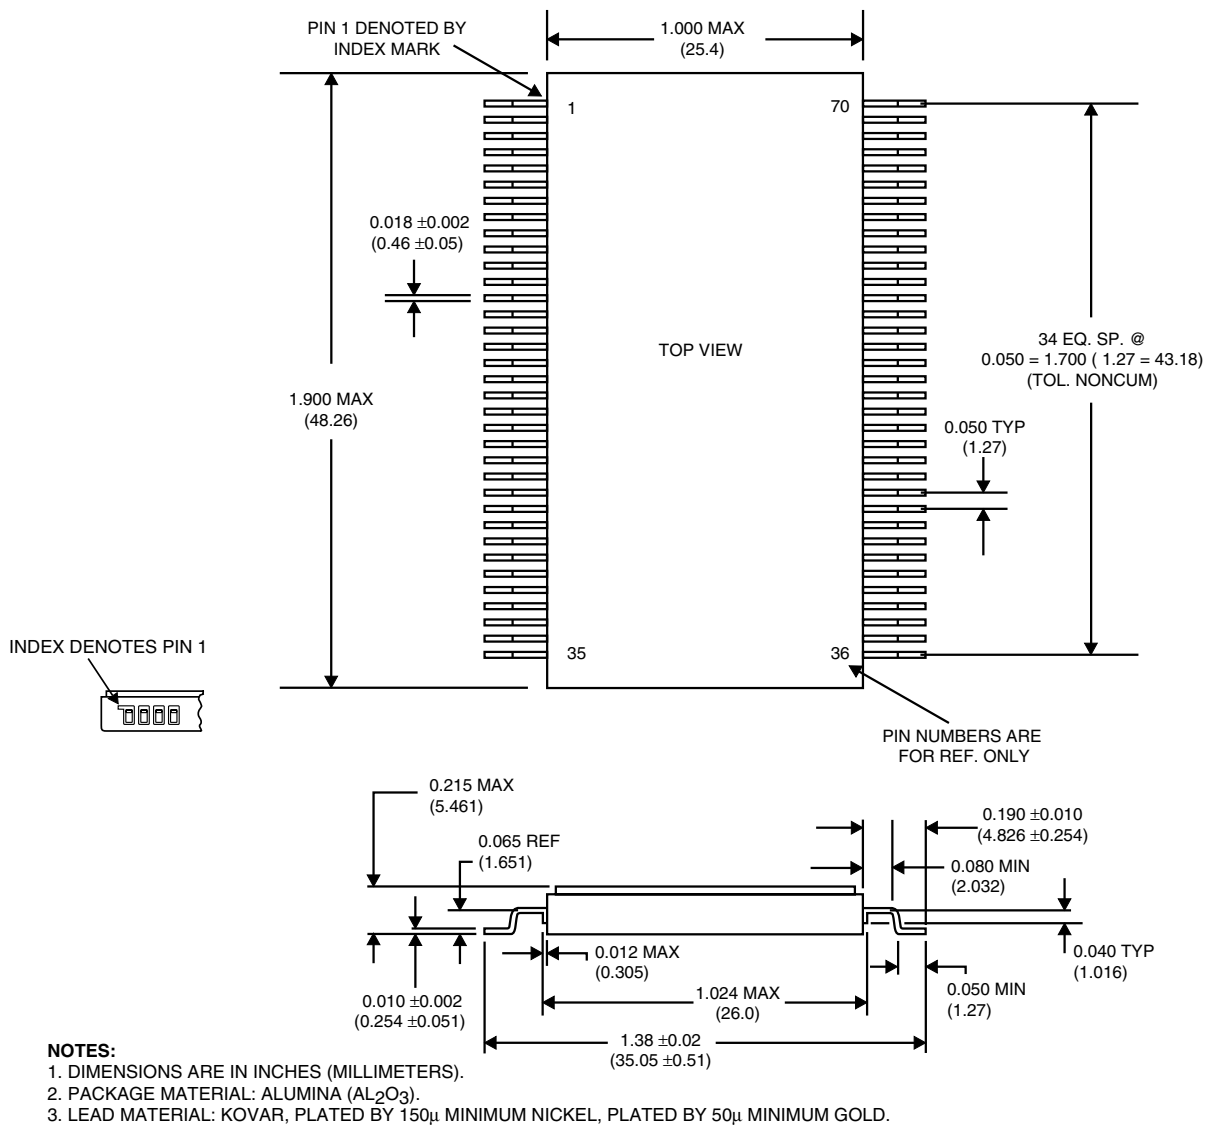 PIN 1 DENOTED BY
INDEX MARK
1.000 MAX
(25.4)
1
70
0.018 ±0.002
(0.46 ±0.05)
TOP VIEW
34 EQ. SP. @
0.050 = 1.700 ( 1.27 = 43.18)
(TOL. NONCUM)
1.900 MAX
(48.26)
0.050 TYP
(1.27)
INDEX DENOTES PIN 1
35
36
PIN NUMBERS ARE
FOR REF. ONLY
0.215 MAX
(5.461)
0.190 ±0.010
(4.826 ±0.254)
0.065 REF
(1.651)
0.080 MIN
(2.032)
0.012 MAX
(0.305)
0.040 TYP
(1.016)
0.010 ±0.002
(0.254 ±0.051)
1.024 MAX
(26.0)
0.050 MIN
(1.27)
1.38 ±0.02
(35.05 ±0.51)
NOTES:
1. DIMENSIONS ARE IN INCHES (MILLIMETERS).
2. PACKAGE MATERIAL: ALUMINA (AL2O3).
3. LEAD MATERIAL: KOVAR, PLATED BY 150µ MINIMUM NICKEL, PLATED BY 50µ MINIMUM GOLD.